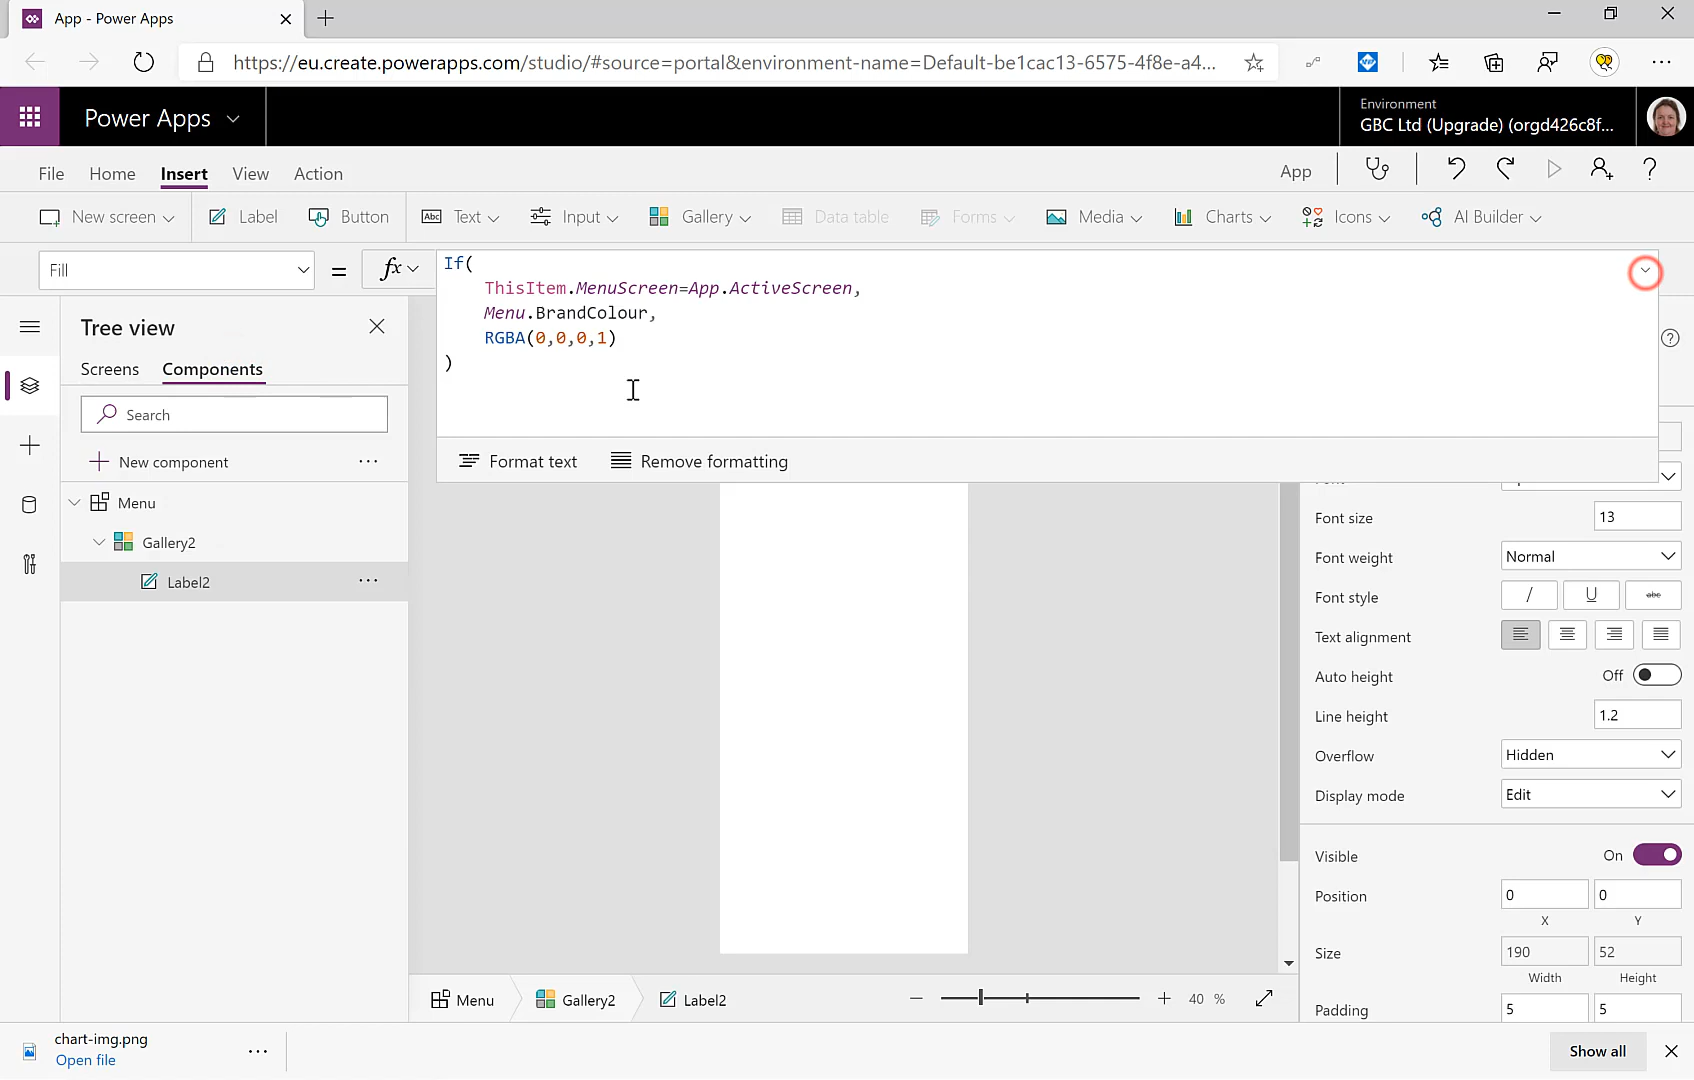 App - Power Apps
https://eu.create.powerapps.com/studio/#source=portal&environment-name=Default-be1cac13-6575-4f8e-a4...
Power Apps
Environment
GBC Ltd (Upgrade) (orgd426c8f...
File Home Insert View Action
App
New screen Label Button Abc Text Input Gallery Data table Forms Media Charts Icons AI Builder
Fill = fx
If(
ThisItem.MenuScreen=App.ActiveScreen,
Menu.BrandColour,
RGBA(0,0,0,1)
)
Format text Remove formatting
Tree view
Screens Components
Search
New component
Menu
Gallery2
Label2
Font size 13
Font weight Normal
Font style / U abc
Text alignment
Auto height Off
Line height 1.2
Overflow Hidden
Display mode Edit
Visible On
Position 0 0
X Y
Size 190 52
Width Height
Padding 5 5
Menu Gallery2 Label2
40 %
chart-img.png
Open file
Show all